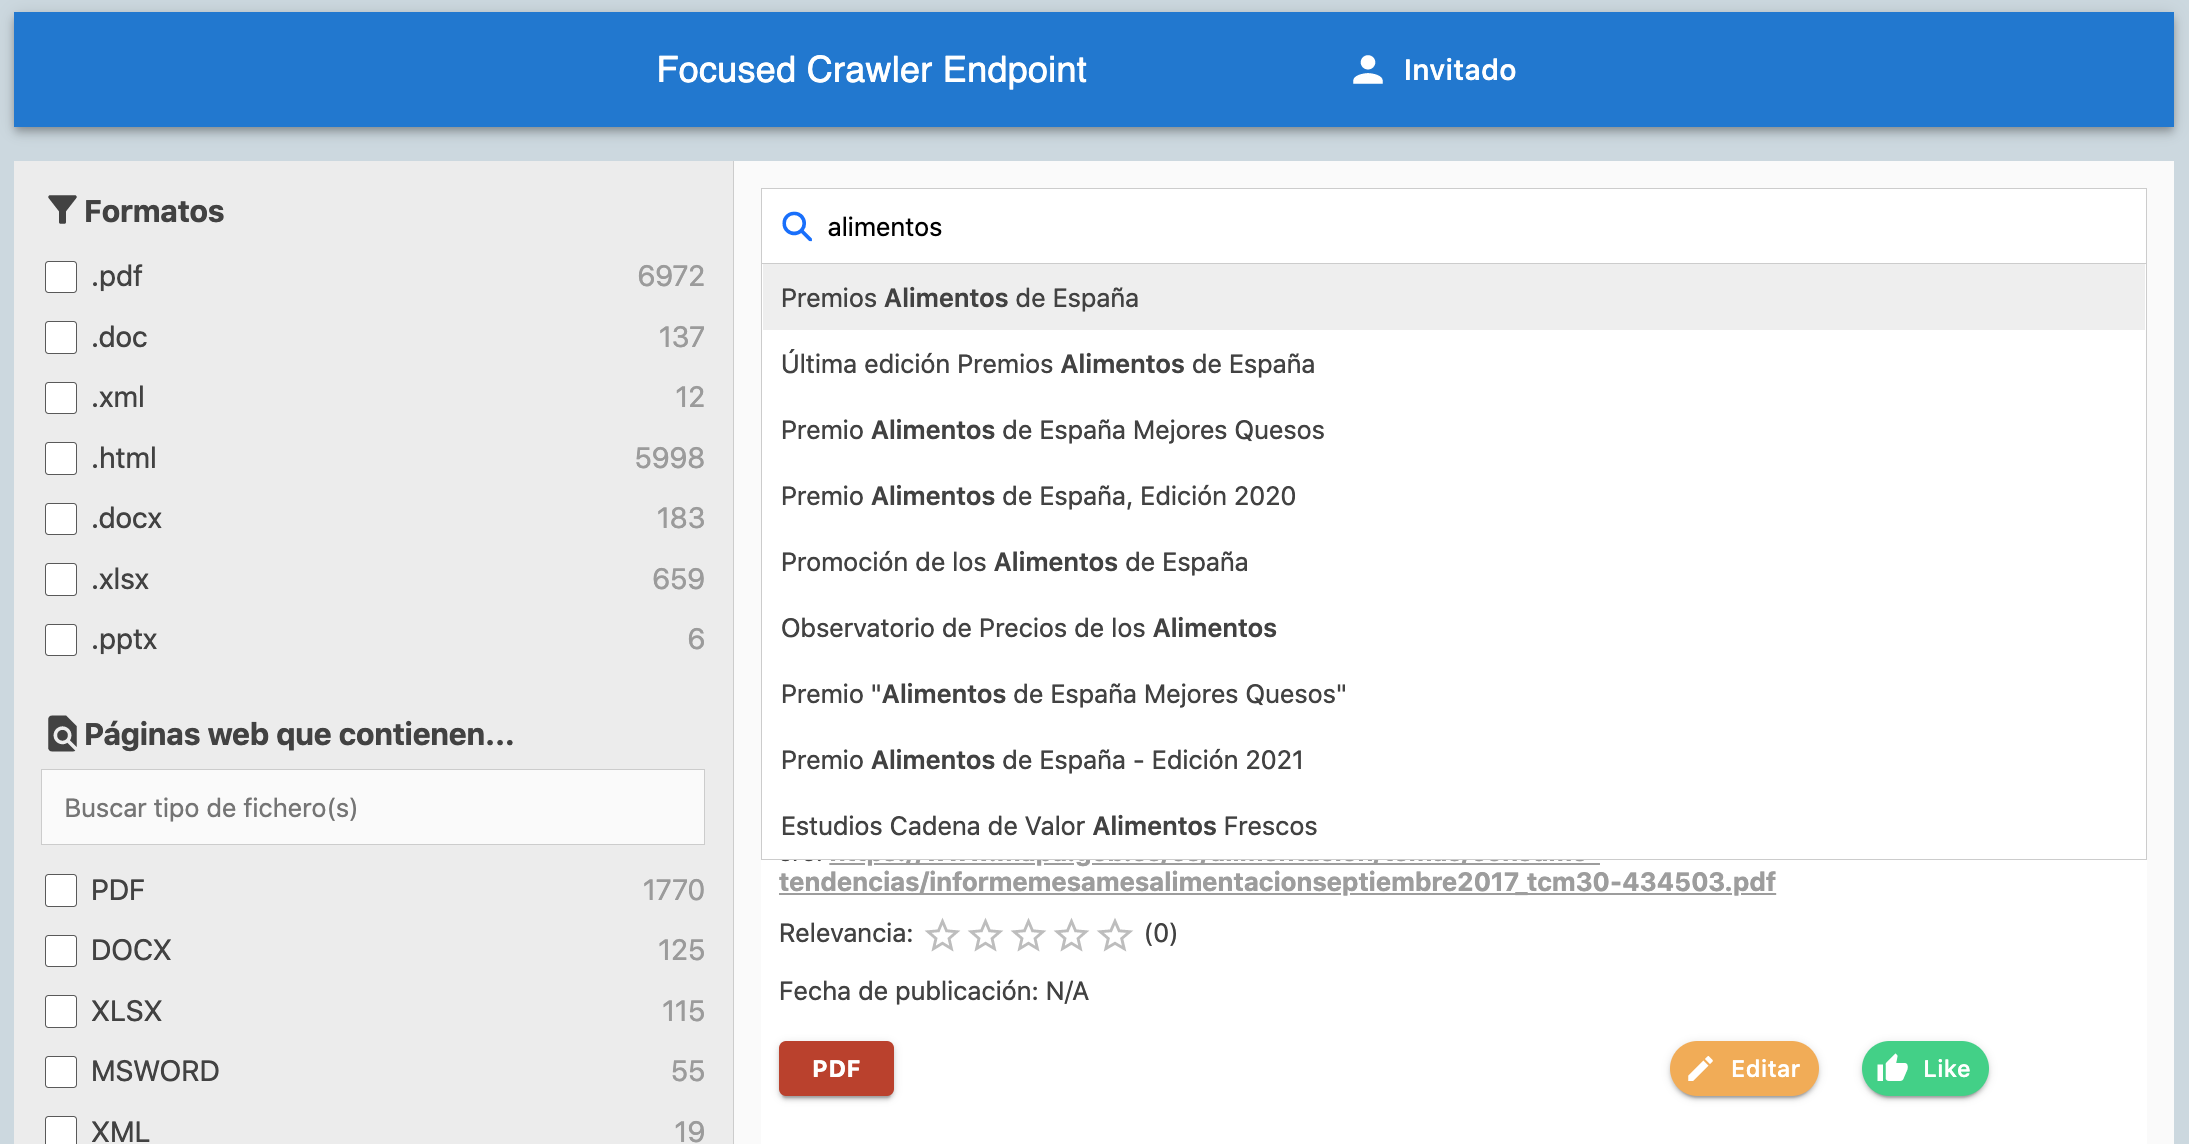 Focused Crawler Endpoint
Invitado
Formatos
.pdf 6972
.doc 137
.xml 12
.html 5998
.docx 183
.xlsx 659
.pptx 6
Páginas web que contienen...
Buscar tipo de fichero(s)
PDF 1770
DOCX 125
XLSX 115
MSWORD 55
XML 19
alimentos
Premios Alimentos de España
Última edición Premios Alimentos de España
Premio Alimentos de España Mejores Quesos
Premio Alimentos de España, Edición 2020
Promoción de los Alimentos de España
Observatorio de Precios de los Alimentos
Premio "Alimentos de España Mejores Quesos"
Premio Alimentos de España - Edición 2021
Estudios Cadena de Valor Alimentos Frescos
tendencias/informemesamesalimentacionseptiembre2017_tcm30-434503.pdf
Relevancia: (0)
Fecha de publicación: N/A
PDF
Editar
Like